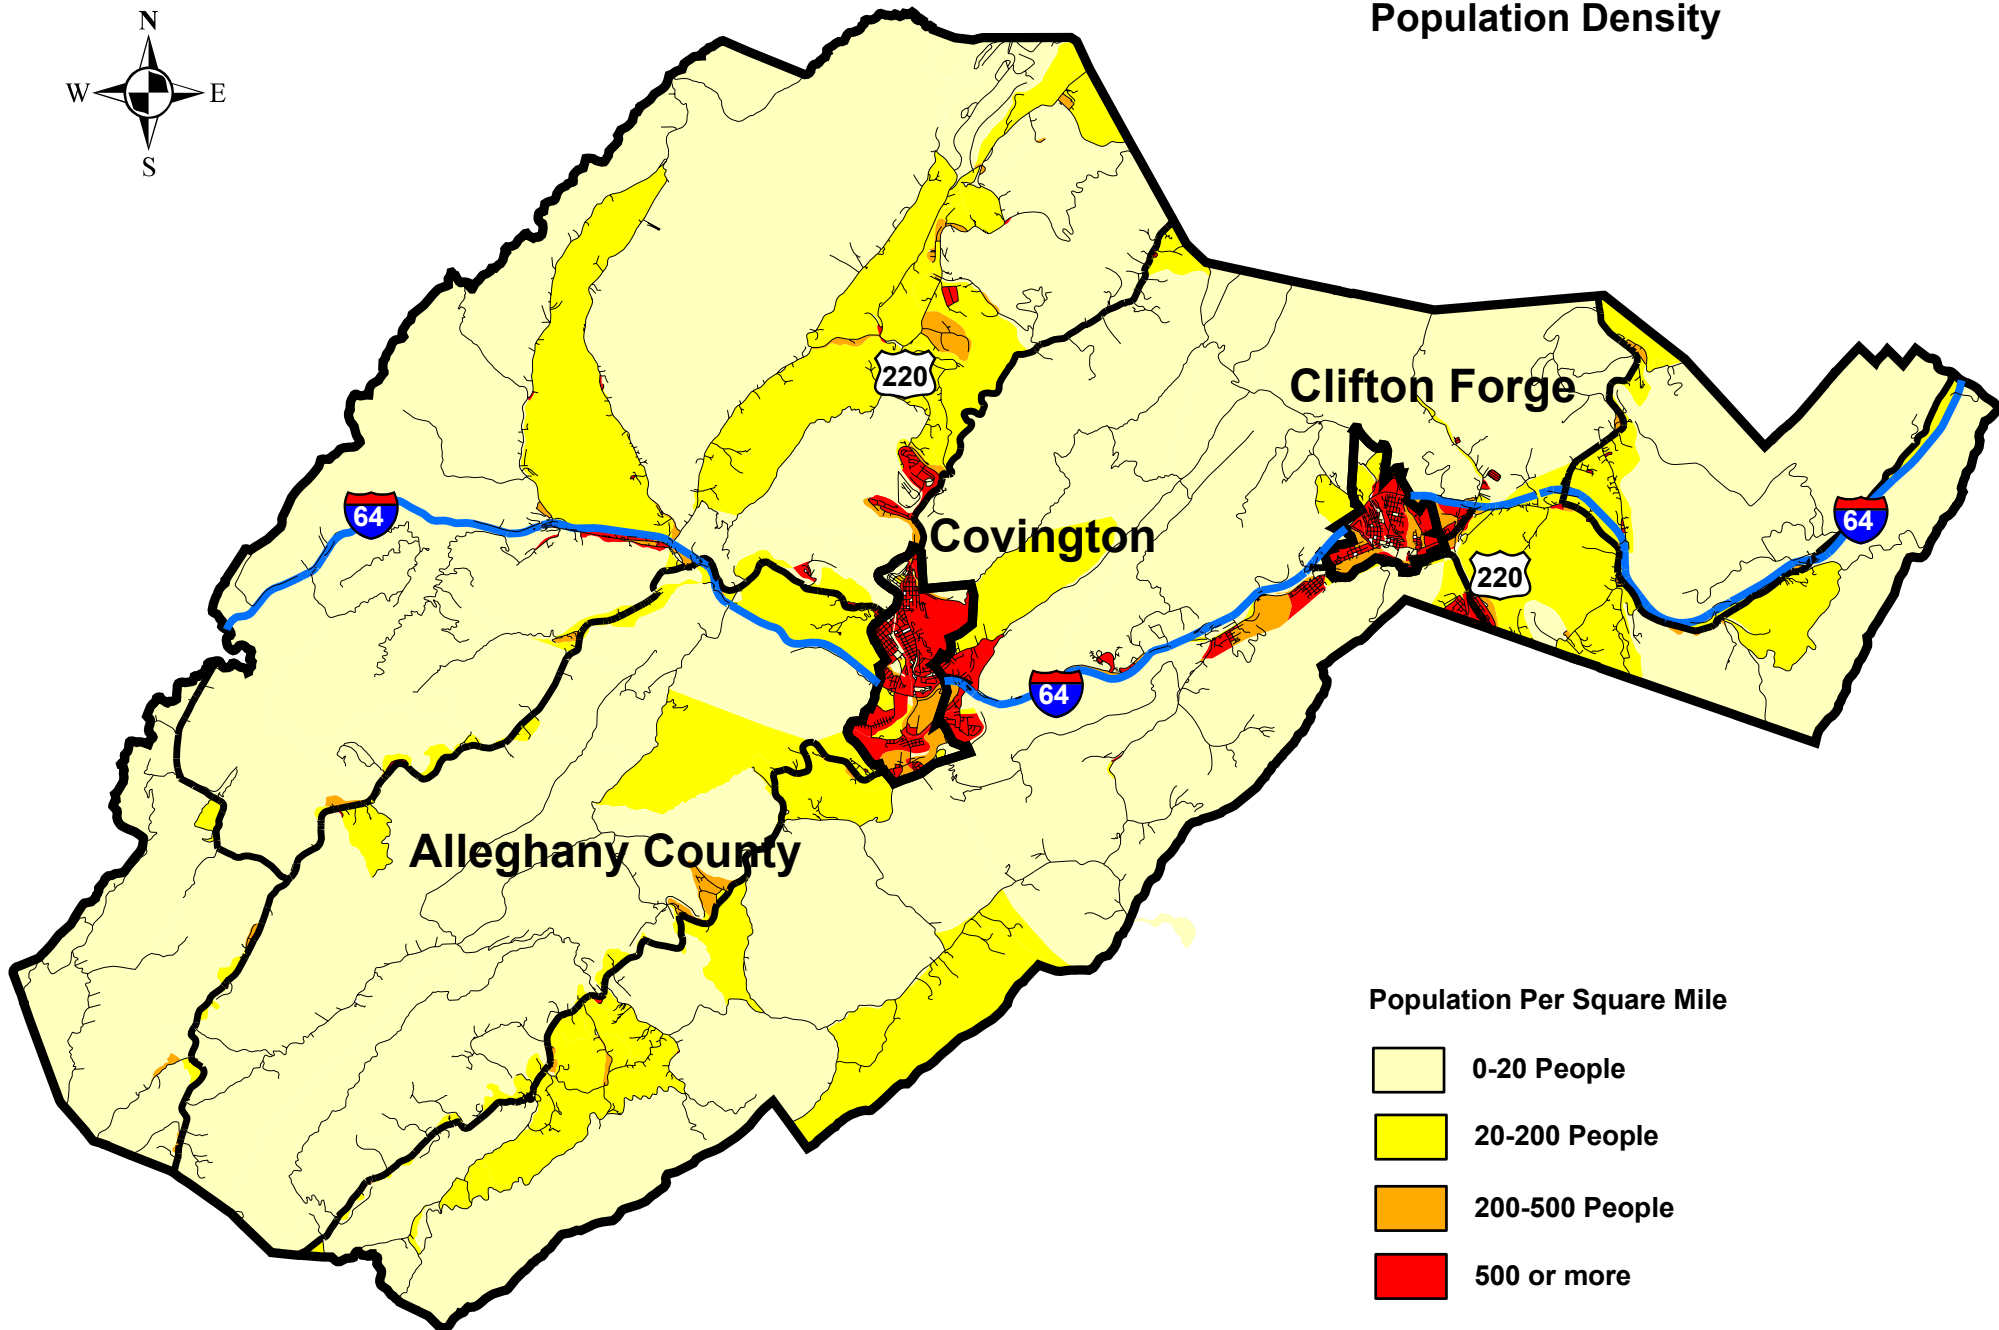 Population Density
N
W E
S
220
Clifton Forge
64
Covington
64
220
64
Alleghany County
Population Per Square Mile
0-20 People
20-200 People
200-500 People
500 or more